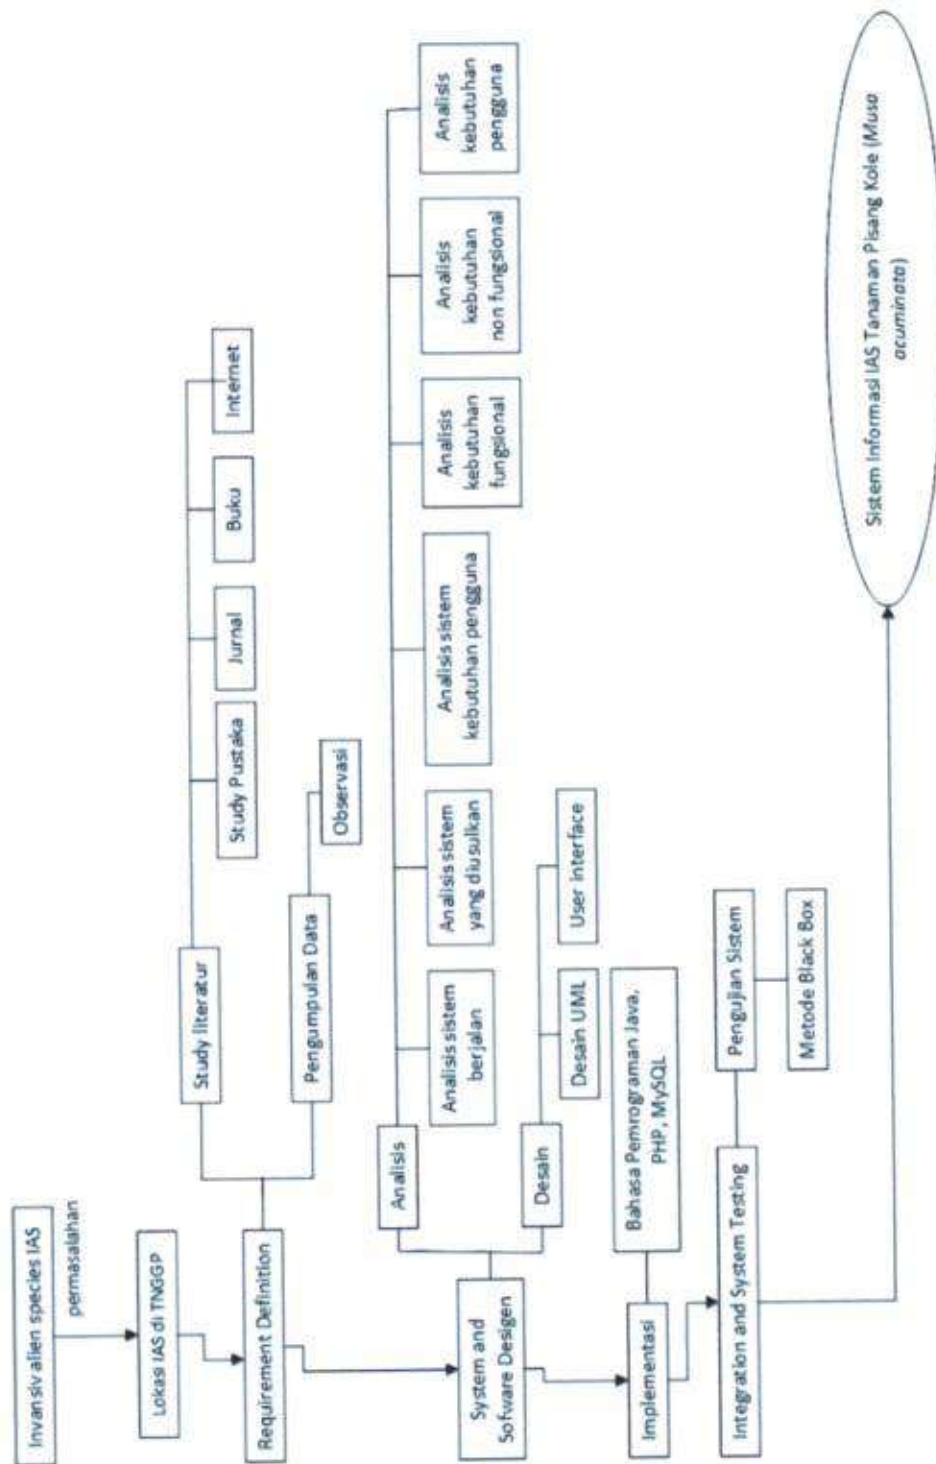 Invansiv alien species IAS
permasalahan
Lokasi IAS di TNGGP
Requirement Definition
Study literatur
Study Pustaka
Jurnal
Buku
Internet
Pengumpulan Data
Observasi
System and
Sofware Desigen
Analisis
Analisis sistem
berjalan
Analisis sistem
yang diusulkan
Analisis sistem
kebutuhan pengguna
Analisis
kebutuhan
fungsional
Analisis
kebutuhan
non fungsional
Analisis
kebutuhan
pengguna
Desain
Desain UML
User interface
Implementasi
Bahasa Pemrograman Java,
PHP, MySQL
Integration and System Testing
Pengujian Sistem
Metode Black Box
Sistem Informasi IAS Tanaman Pisang Kole (Musa
acuminata)